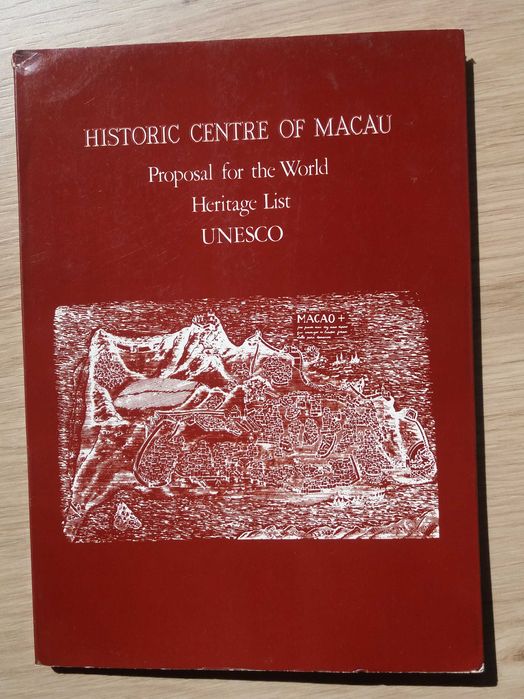 HISTORIC CENTRE OF MACAU
Proposal for the World
Heritage List
UNESCO
MACAO +